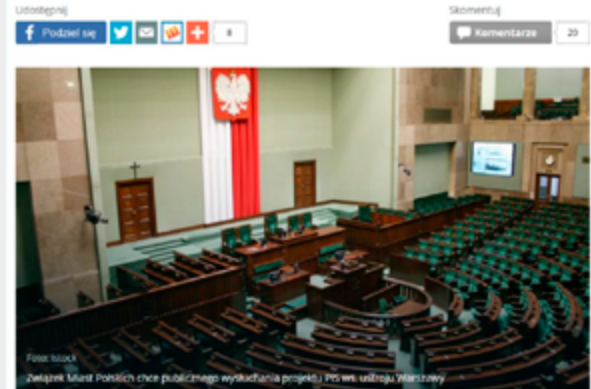 Udostępnij
Skomentuj
Podziel się
8
Komentarze
20
Foto: Istock
Związek Miast Polskich chce publicznego wysłuchania projektu PIS ws. ustroju Warszawy